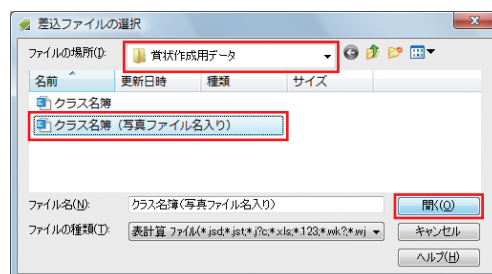 差込ファイルの選択
ファイルの場所(I): 賞状作成用データ
名前 更新日時 種類 サイズ
クラス名簿
クラス名簿（写真ファイル名入り）
ファイル名(N): クラス名簿（写真ファイル名入り） 開く(O)
ファイルの種類(T): 表計算 ファイル(*.jsd;*.jst;*.j?c;*.xls;*.123;*.wk?;*.wj キャンセル
ヘルプ(H)